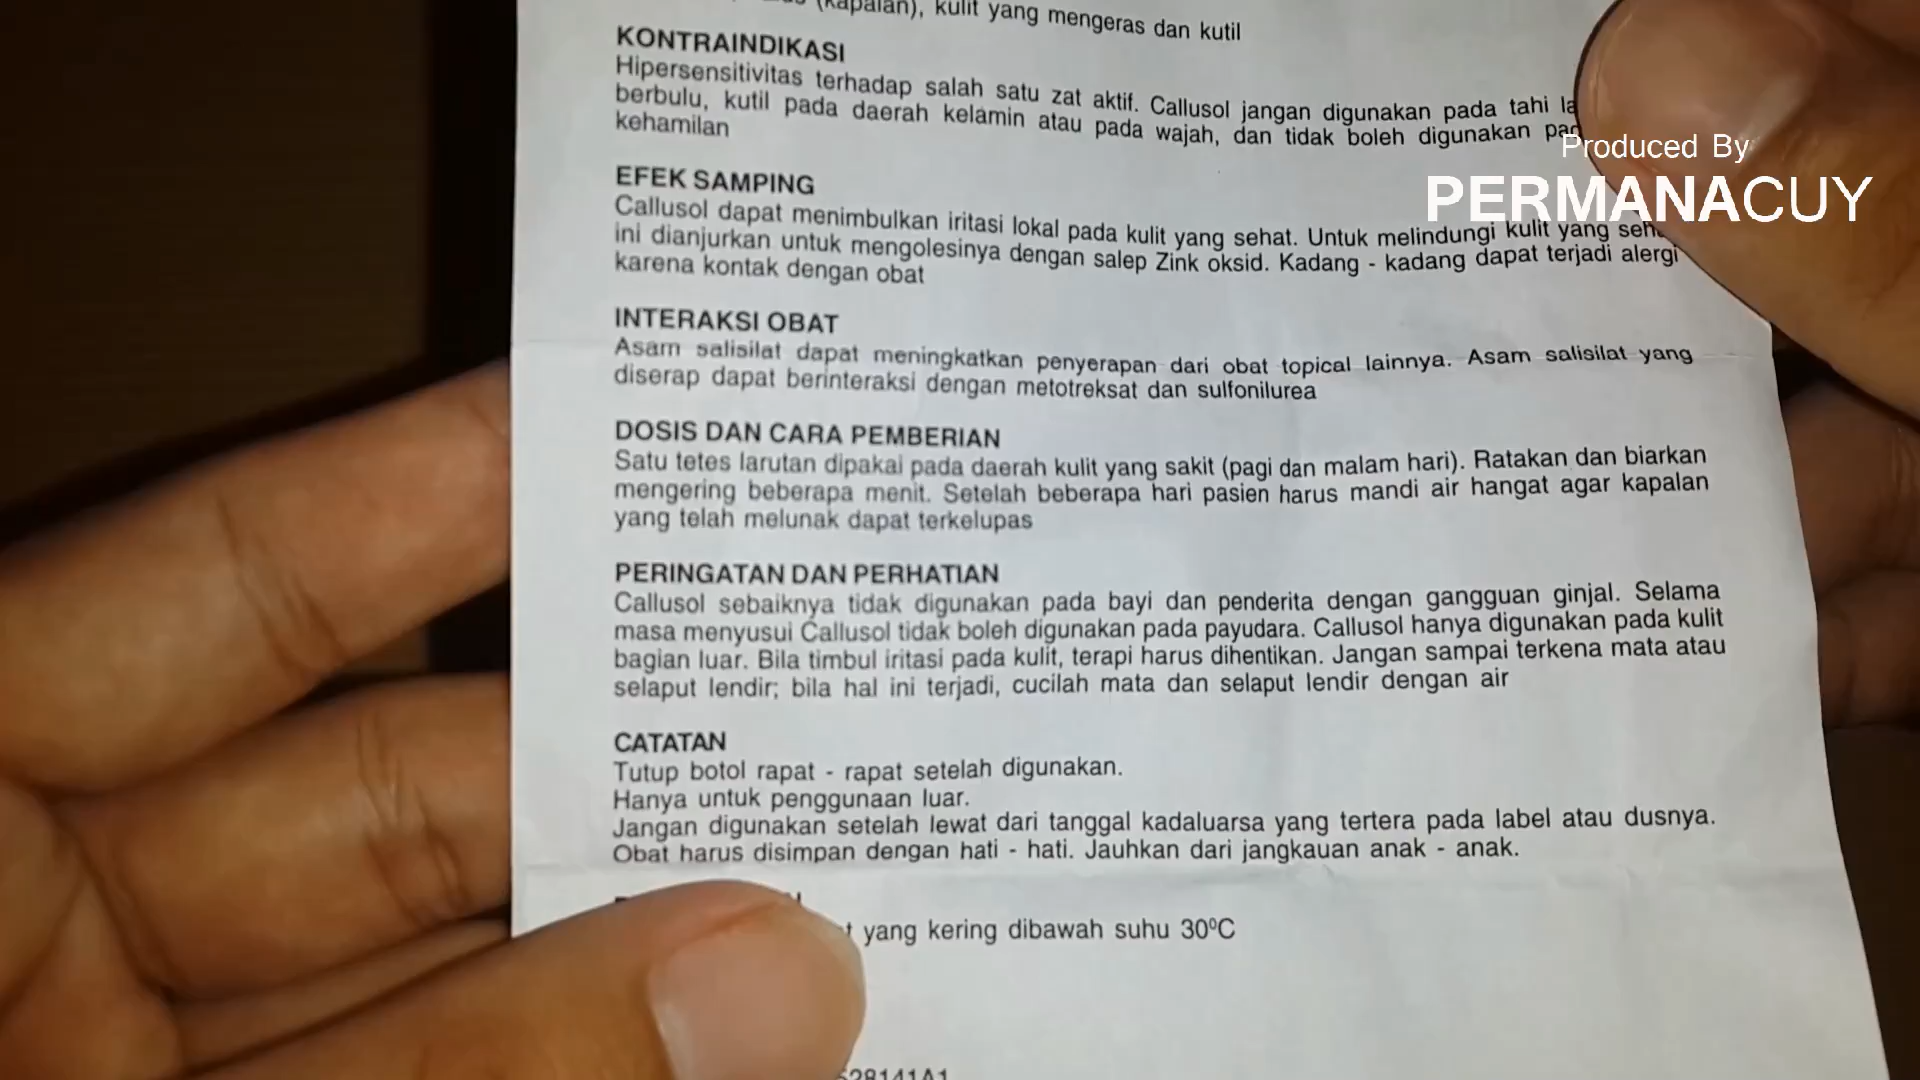 (kapalan), kulit yang mengeras dan kutil
KONTRAINDIKASI
Hipersensitivitas terhadap salah satu zat aktif. Callusol jangan digunakan pada tahi
berbulu, kutil pada daerah kelamin atau pada wajah, dan tidak boleh digunakan
kehamilan
Produced By
PERMANACUY
EFEK SAMPING
Callusol dapat menimbulkan iritasi lokal pada kulit yang sehat. Untuk melindungi kulit yang
ini dianjurkan untuk mengolesinya dengan salep Zink oksid. Kadang - kadang dapat terjadi alergi
karena kontak dengan obat
INTERAKSI OBAT
Asam salisilat dapat meningkatkan penyerapan dari obat topical lainnya. Asam salisilat yang
diserap dapat berinteraksi dengan metotreksat dan sulfonilurea
DOSIS DAN CARA PEMBERIAN
Satu tetes larutan dipakai pada daerah kulit yang sakit (pagi dan malam hari). Ratakan dan biarkan
mengering beberapa menit. Setelah beberapa hari pasien harus mandi air hangat agar kapalan
yang telah melunak dapat terkelupas
PERINGATAN DAN PERHATIAN
Callusol sebaiknya tidak digunakan pada bayi dan penderita dengan gangguan ginjal. Selama
masa menyusui Callusol tidak boleh digunakan pada payudara. Callusol hanya digunakan pada kulit
bagian luar. Bila timbul iritasi pada kulit, terapi harus dihentikan. Jangan sampai terkena mata atau
selaput lendir; bila hal ini terjadi, cucilah mata dan selaput lendir dengan air
CATATAN
Tutup botol rapat - rapat setelah digunakan.
Hanya untuk penggunaan luar.
Jangan digunakan setelah lewat dari tanggal kadaluarsa yang tertera pada label atau dusnya.
Obat harus disimpan dengan hati - hati. Jauhkan dari jangkauan anak - anak.
yang kering dibawah suhu 30ºC